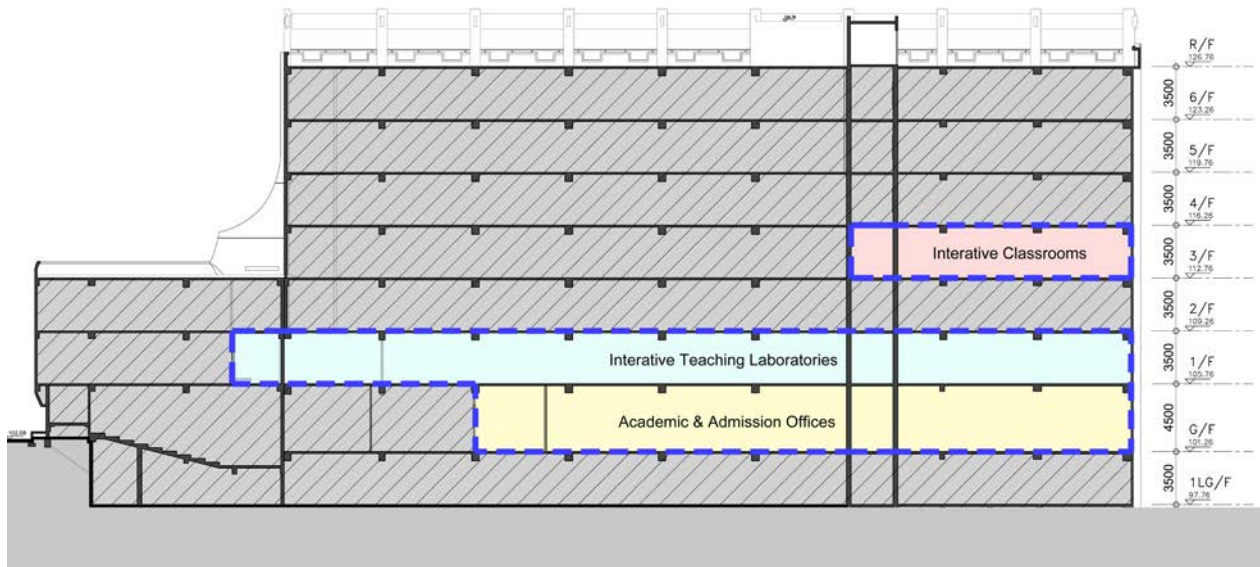 R/F
126.76
3500
6/F
123.26
3500
5/F
119.76
3500
4/F
116.26
3500
Interative Classrooms
3/F
112.76
3500
2/F
109.26
3500
Interative Teaching Laboratories
1/F
105.76
4500
Academic & Admission Offices
G/F
101.26
3500
1LG/F
97.76